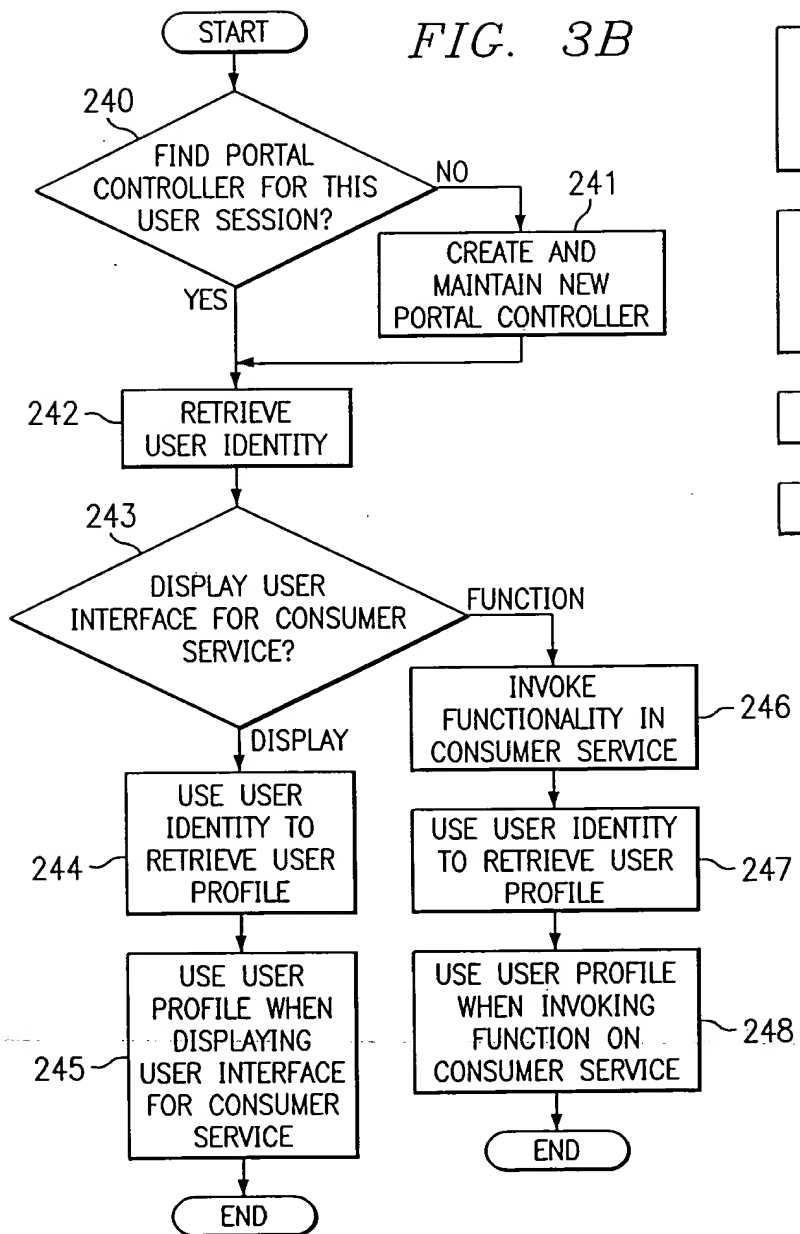 START
FIG. 3B
240
FIND PORTAL
CONTROLLER FOR THIS
USER SESSION?
NO
241
CREATE AND
MAINTAIN NEW
PORTAL CONTROLLER
YES
242
RETRIEVE
USER IDENTITY
243
DISPLAY USER
INTERFACE FOR CONSUMER
SERVICE?
FUNCTION
INVOKE
FUNCTIONALITY IN
CONSUMER SERVICE
246
DISPLAY
USE USER
IDENTITY TO
RETRIEVE USER
PROFILE
244
USE USER IDENTITY
TO RETRIEVE USER
PROFILE
247
USE USER
PROFILE WHEN
DISPLAYING
USER INTERFACE
FOR CONSUMER
SERVICE
245
USE USER PROFILE
WHEN INVOKING
FUNCTION ON
CONSUMER SERVICE
248
END
END